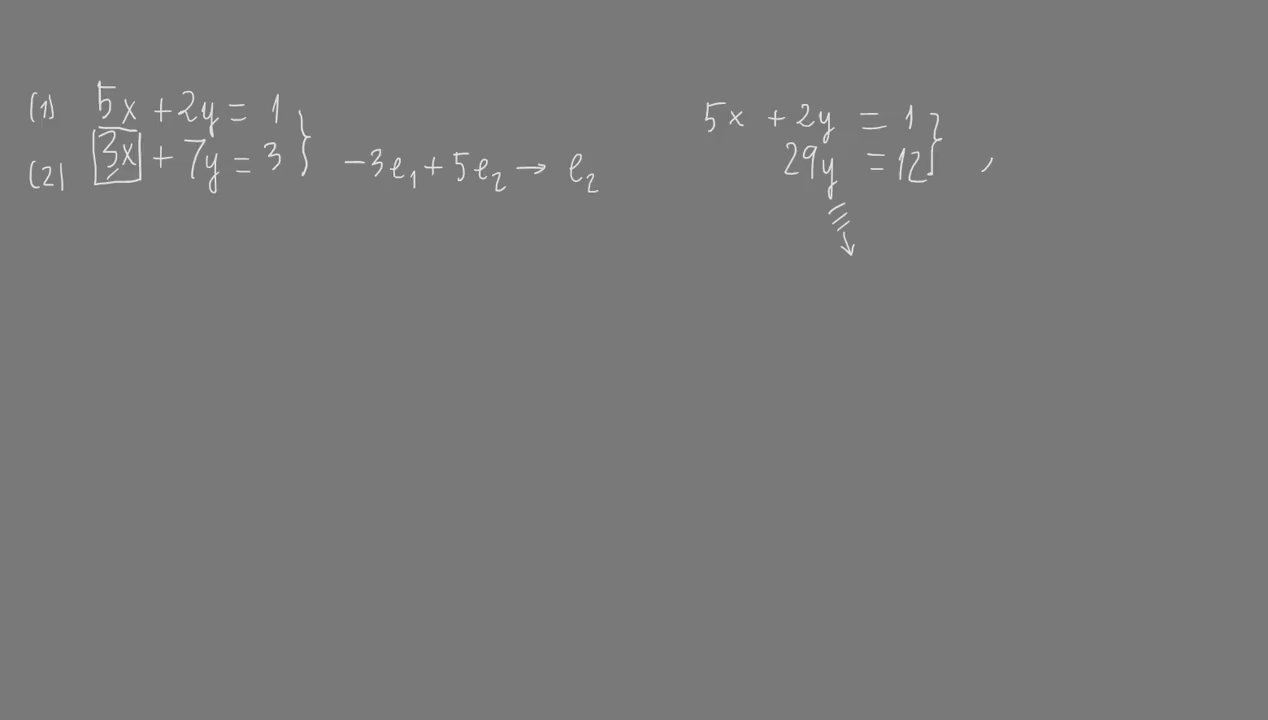 (1) 5x + 2y = 1
(2) 3x + 7y = 3 } -3e₁ + 5e₂ → e₂
5x + 2y = 1
29y = 12 } ,